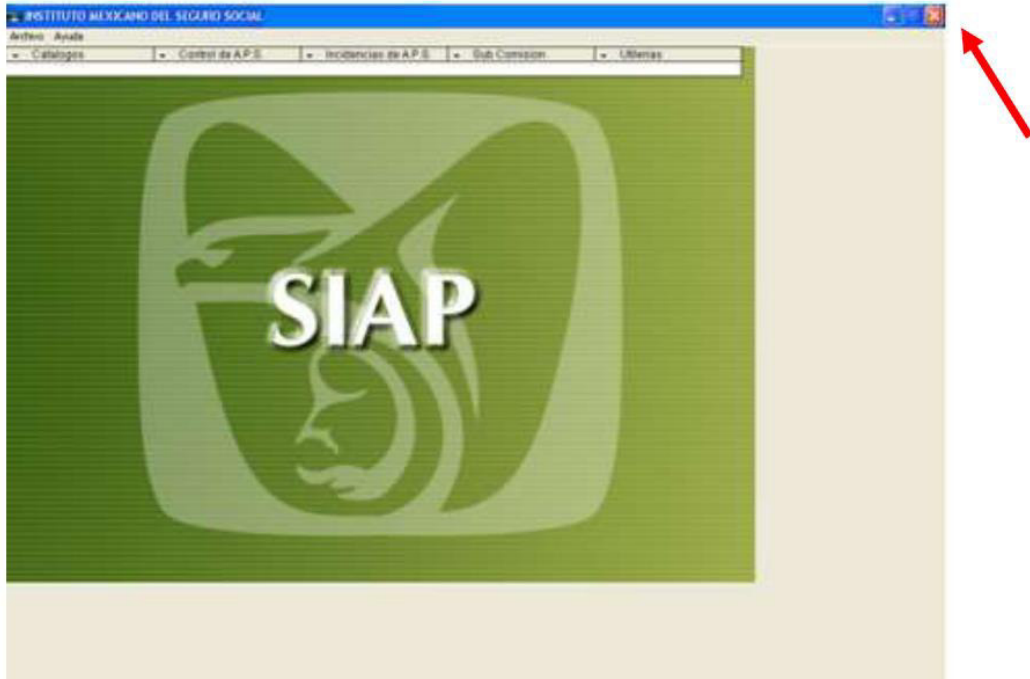 INSTITUTO MEXICANO DEL SEGURO SOCIAL
Archivo Ayuda
Catalogos Control de A.P.S. Incidencias de A.P.S. Sub Comision Utilerias
SIAP